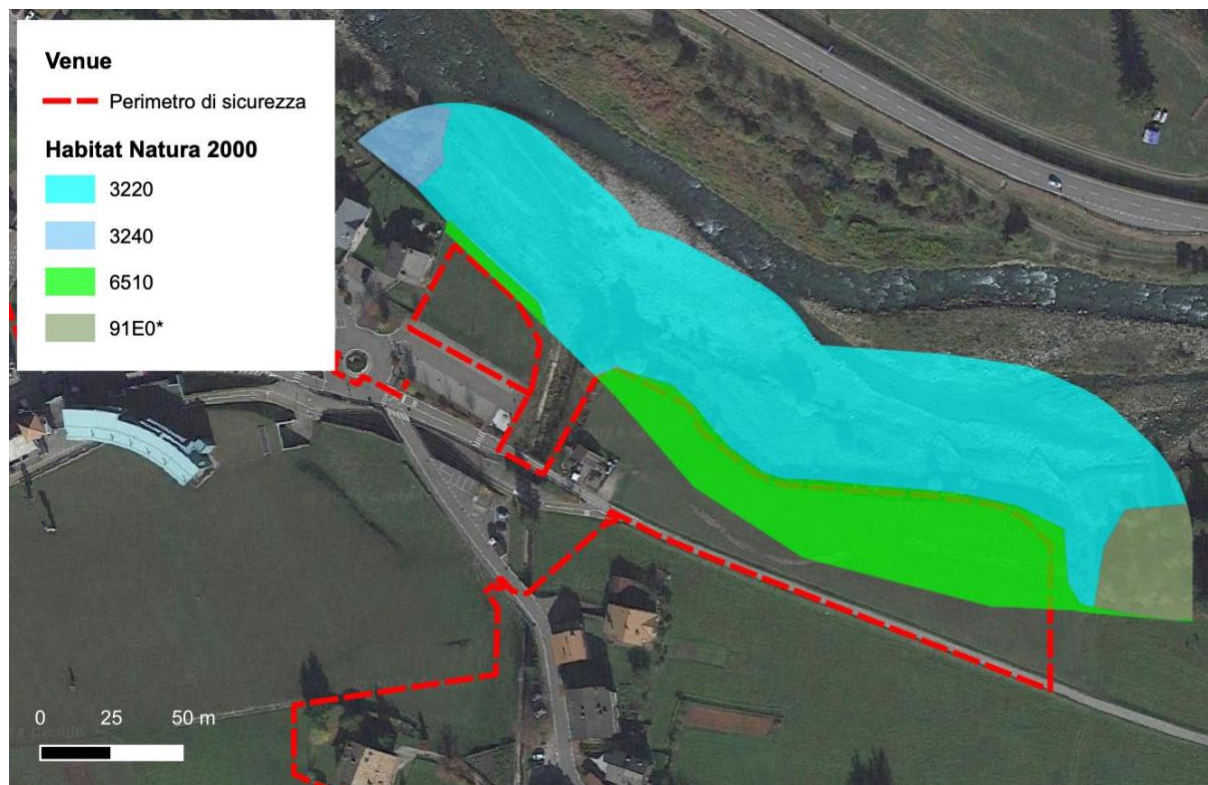 Venue
Perimetro di sicurezza
Habitat Natura 2000
3220
3240
6510
91E0*
0 25 50 m